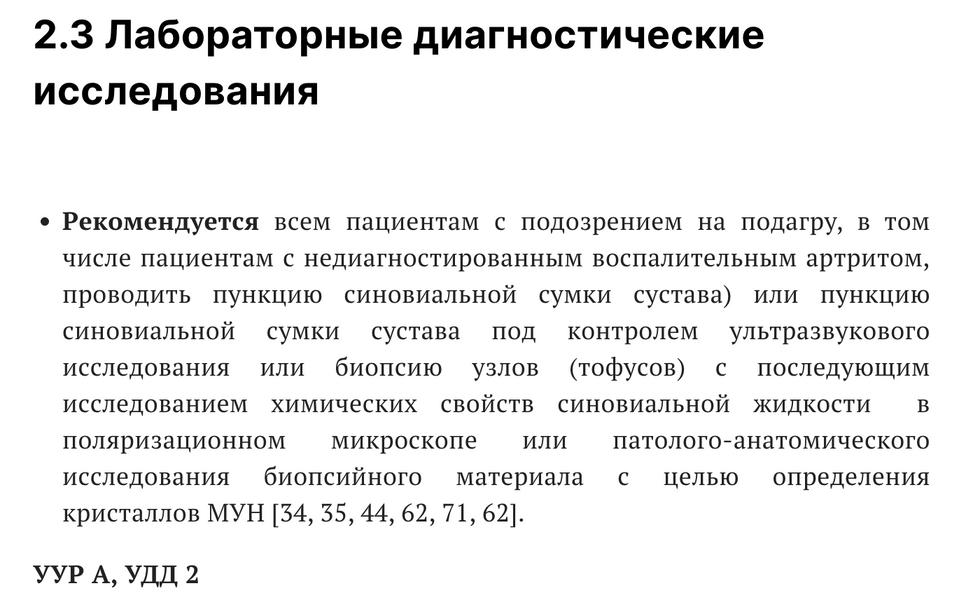 2.3 Лабораторные диагностические
исследования
• Рекомендуется всем пациентам с подозрением на подагру, в том
числе пациентам с недиагностированным воспалительным артритом,
проводить пункцию синовиальной сумки сустава) или пункцию
синовиальной сумки сустава под контролем ультразвукового
исследования или биопсию узлов (тофусов) с последующим
исследованием химических свойств синовиальной жидкости в
поляризационном микроскопе или патолого-анатомического
исследования биопсийного материала с целью определения
кристаллов МУН [34, 35, 44, 62, 71, 62].
УУР А, УДД 2